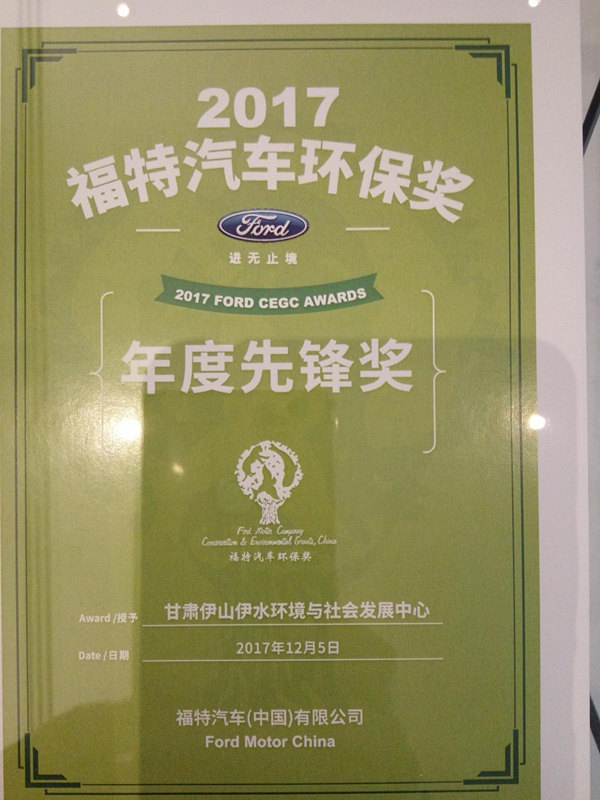 2017
福特汽车环保奖
Ford
进无止境
2017 FORD CEGC AWARDS
年度先锋奖
Ford Motor Company
Conservation & Environmental Grants, China
福特汽车环保奖
Award /授予 甘肃伊山伊水环境与社会发展中心
Date / 日期 2017年12月5日
福特汽车(中国)有限公司
Ford Motor China